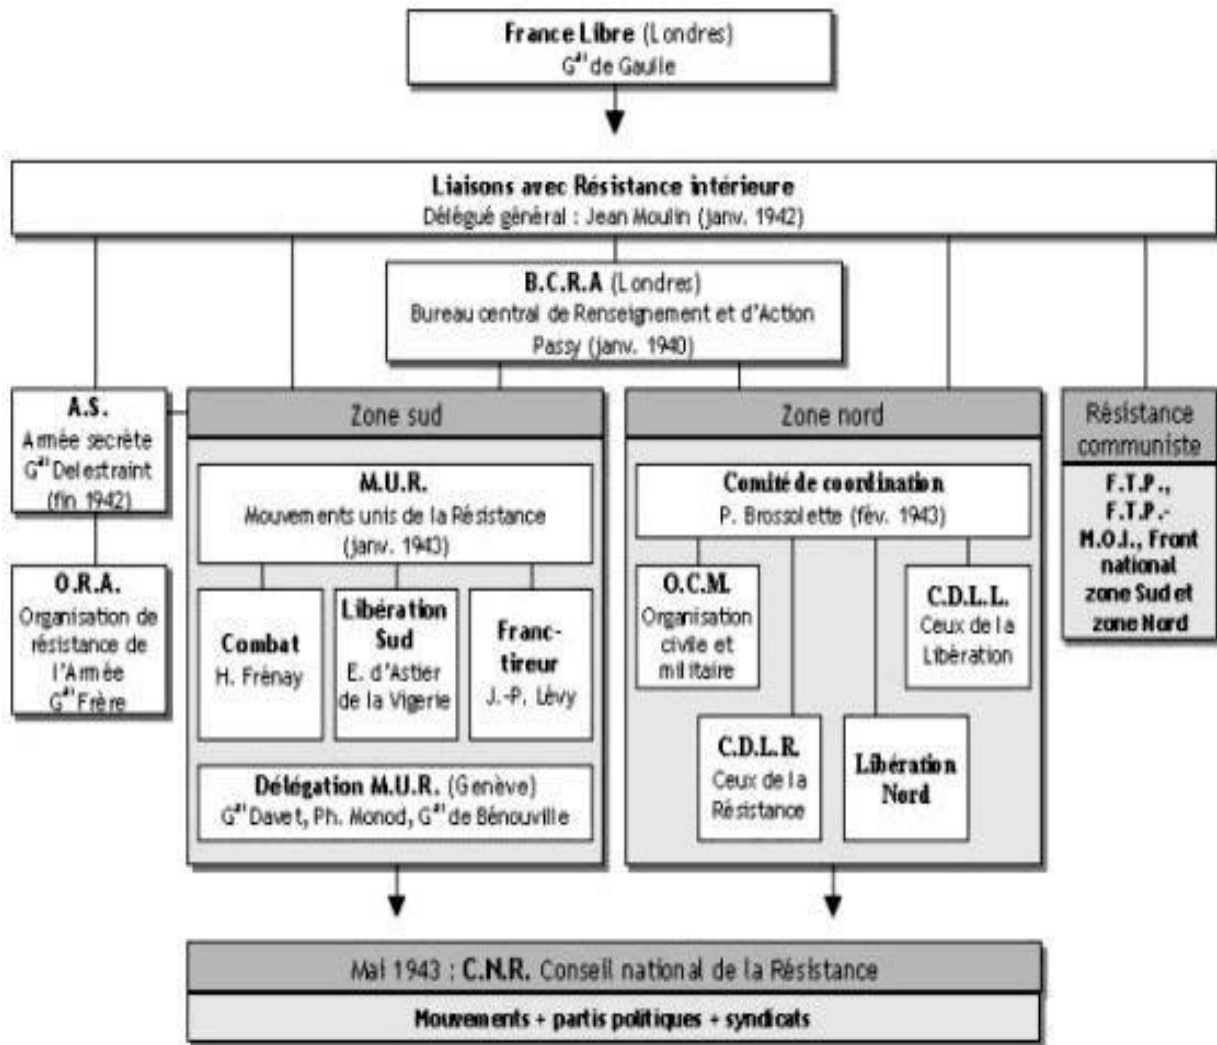 France Libre (Londres)
Gᵃˡ de Gaulle
Liaisons avec Résistance intérieure
Délégué général : Jean Moulin (janv. 1942)
B.C.R.A (Londres)
Bureau central de Renseignement et d'Action
Passy (janv. 1940)
A.S.
Armée secrète
Gᵃˡ Delestraint
(fin 1942)
O.R.A.
Organisation de
résistance de
l'Armée
Gᵃˡ Frère
Zone sud
M.U.R.
Mouvements unis de la Résistance
(janv. 1943)
Combat
H. Frénay
Libération
Sud
E. d'Astier
de la Vigerie
Franc-
tireur
J.-P. Lévy
Délégation M.U.R. (Genève)
Gᵃˡ Davet, Ph. Monod, Gᵃˡ de Bénouville
Zone nord
Comité de coordination
P. Brossolette (fév. 1943)
O.C.M.
Organisation
civile et
militaire
C.D.L.R.
Ceux de la
Résistance
Libération
Nord
C.D.L.L.
Ceux de la
Libération
Résistance
communiste
F.T.P.,
F.T.P.-
M.O.I., Front
national
zone Sud et
zone Nord
Mai 1943 : C.N.R. Conseil national de la Résistance
Mouvements + partis politiques + syndicats